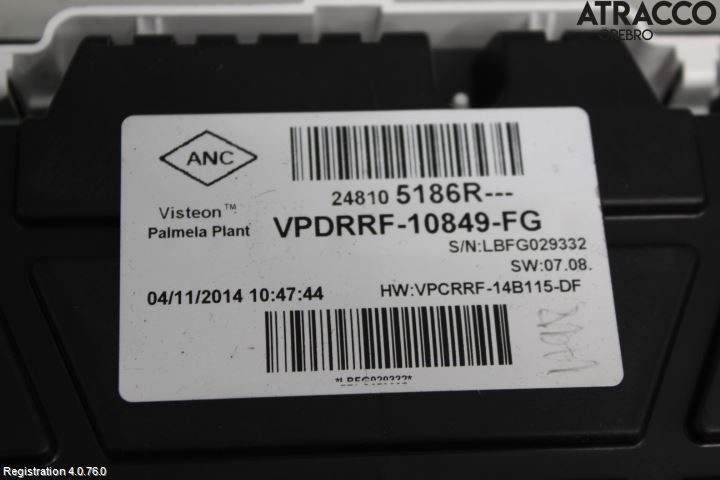 ATRACCO
ÖREBRO
ANC
24810 5186R---
Visteon™
Palmela Plant
VPDRRF-10849-FG
S/N:LBFG029332
SW:07.08.
04/11/2014 10:47:44
HW:VPCRRF-14B115-DF
*LBFG029332*
Registration 4.0.76.0